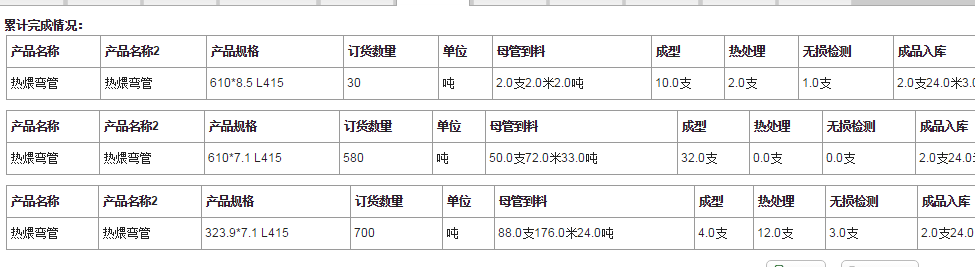 累计完成情况：
产品名称 产品名称2 产品规格 订货数量 单位 母管到料 成型 热处理 无损检测 成品入库
热煨弯管 热煨弯管 610*8.5 L415 30 吨 2.0支2.0米2.0吨 10.0支 2.0支 1.0支 2.0支24.0米3.0
产品名称 产品名称2 产品规格 订货数量 单位 母管到料 成型 热处理 无损检测 成品入库
热煨弯管 热煨弯管 610*7.1 L415 580 吨 50.0支72.0米33.0吨 32.0支 0.0支 0.0支 2.0支24.0
产品名称 产品名称2 产品规格 订货数量 单位 母管到料 成型 热处理 无损检测 成品入库
热煨弯管 热煨弯管 323.9*7.1 L415 700 吨 88.0支176.0米24.0吨 4.0支 12.0支 3.0支 2.0支24.0